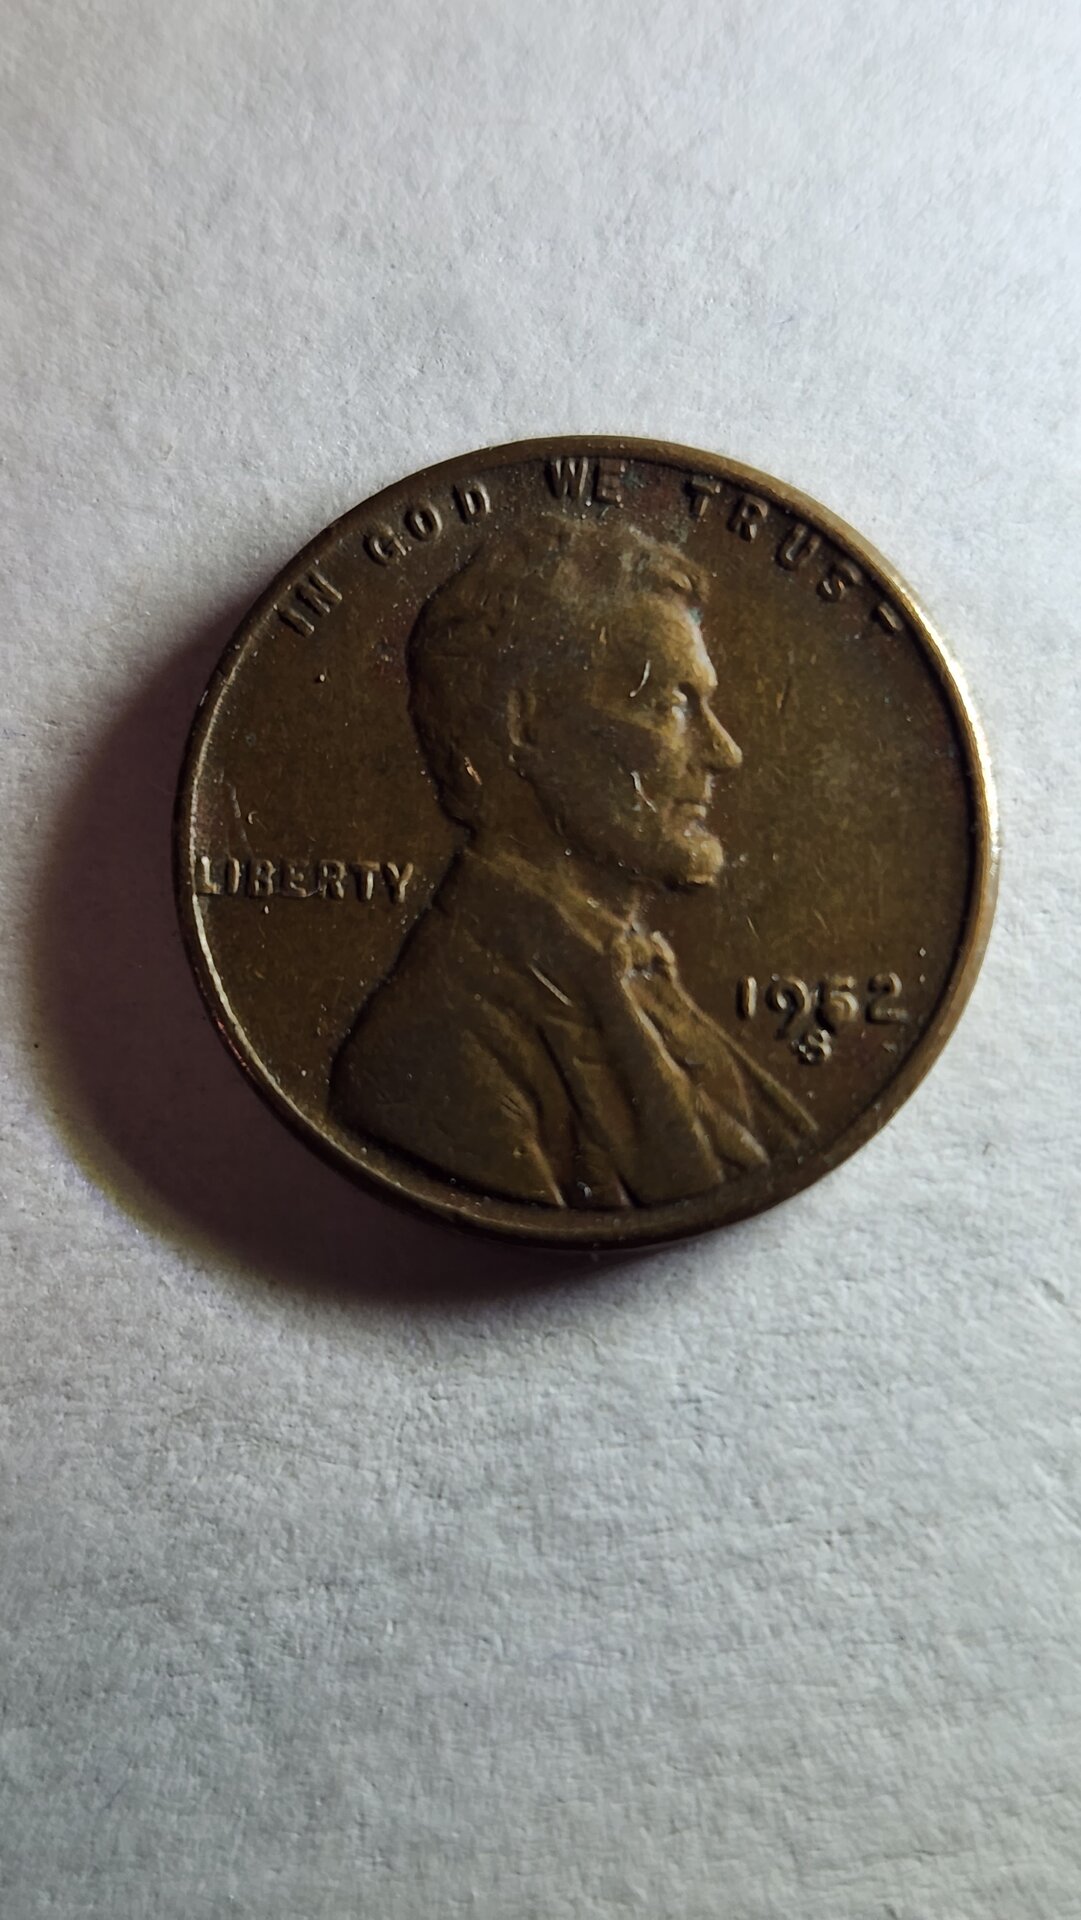 IN GOD WE TRUST
LIBERTY
1952
S